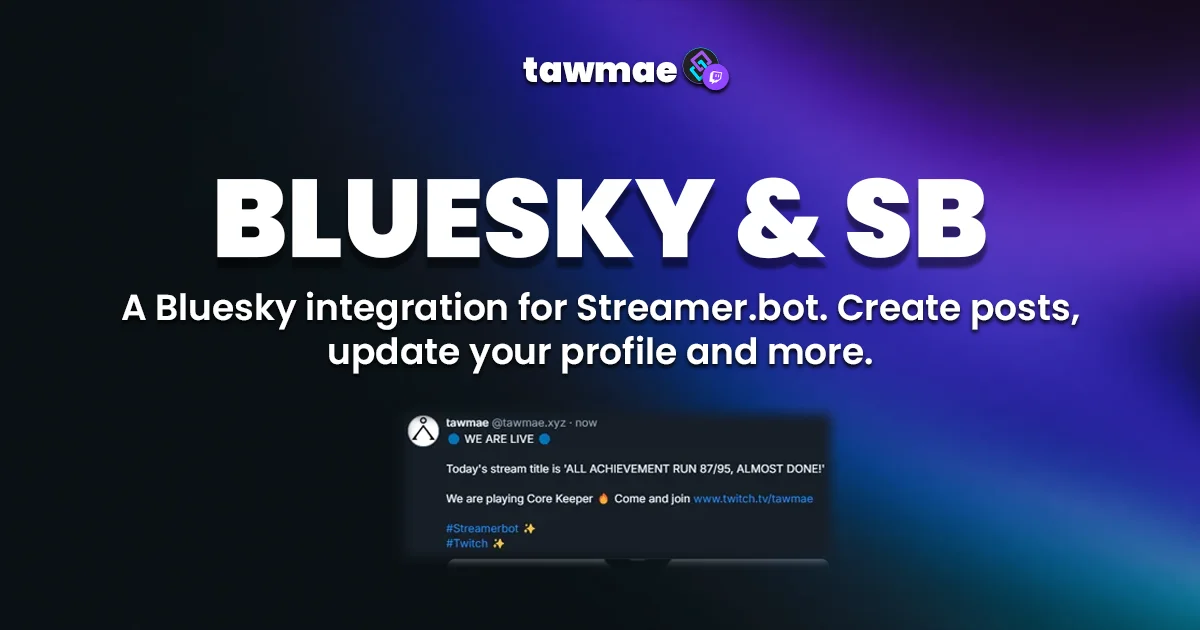 tawmae
BLUESKY & SB
A Bluesky integration for Streamer.bot. Create posts,
update your profile and more.
tawmae @tawmae.xyz · now
🔵 WE ARE LIVE 🔵
Today's stream title is 'ALL ACHIEVEMENT RUN 87/95, ALMOST DONE!'
We are playing Core Keeper 🔥 Come and join www.twitch.tv/tawmae
#Streamerbot ✨
#Twitch ✨